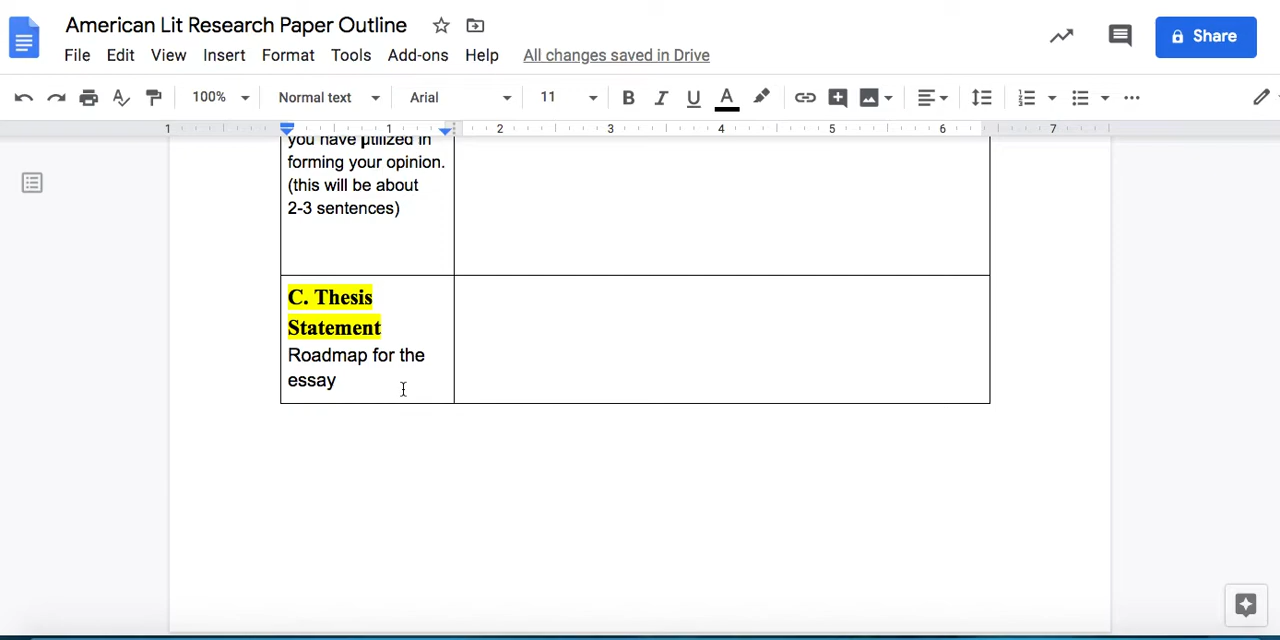 American Lit Research Paper Outline
File Edit View Insert Format Tools Add-ons Help All changes saved in Drive
Share
100% Normal text Arial 11 B I U A
1 1 2 3 4 5 6 7
you have utilized in
forming your opinion.
(this will be about
2-3 sentences)
C. Thesis
Statement
Roadmap for the
essay